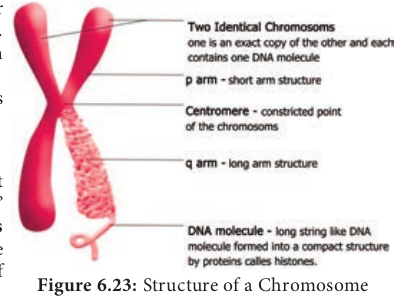 r
.
Two Identical Chromosoms
one is an exact copy of the other and each
contains one DNA molecule
p arm - short arm structure
s
Centromere - constricted point
of the chromosoms
q arm - long arm structure
t
,
s
DNA molecule - long string like DNA
e
molecule formed into a compact structure
f
by proteins calles histones.
Figure 6.23: Structure of a Chromosome